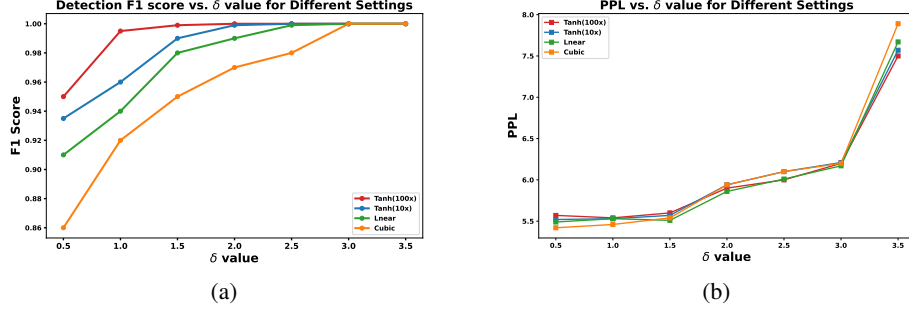 Detection F1 score vs. δ value for Different Settings
1.00
0.98
0.96
0.94
0.92
0.90
0.88
0.86
F1 Score
0.5 1.0 1.5 2.0 2.5 3.0 3.5
δ value
Tanh(100x)
Tanh(10x)
Lnear
Cubic
(a)
PPL vs. δ value for Different Settings
8.0
7.5
7.0
6.5
6.0
5.5
PPL
0.5 1.0 1.5 2.0 2.5 3.0 3.5
δ value
Tanh(100x)
Tanh(10x)
Lnear
Cubic
(b)